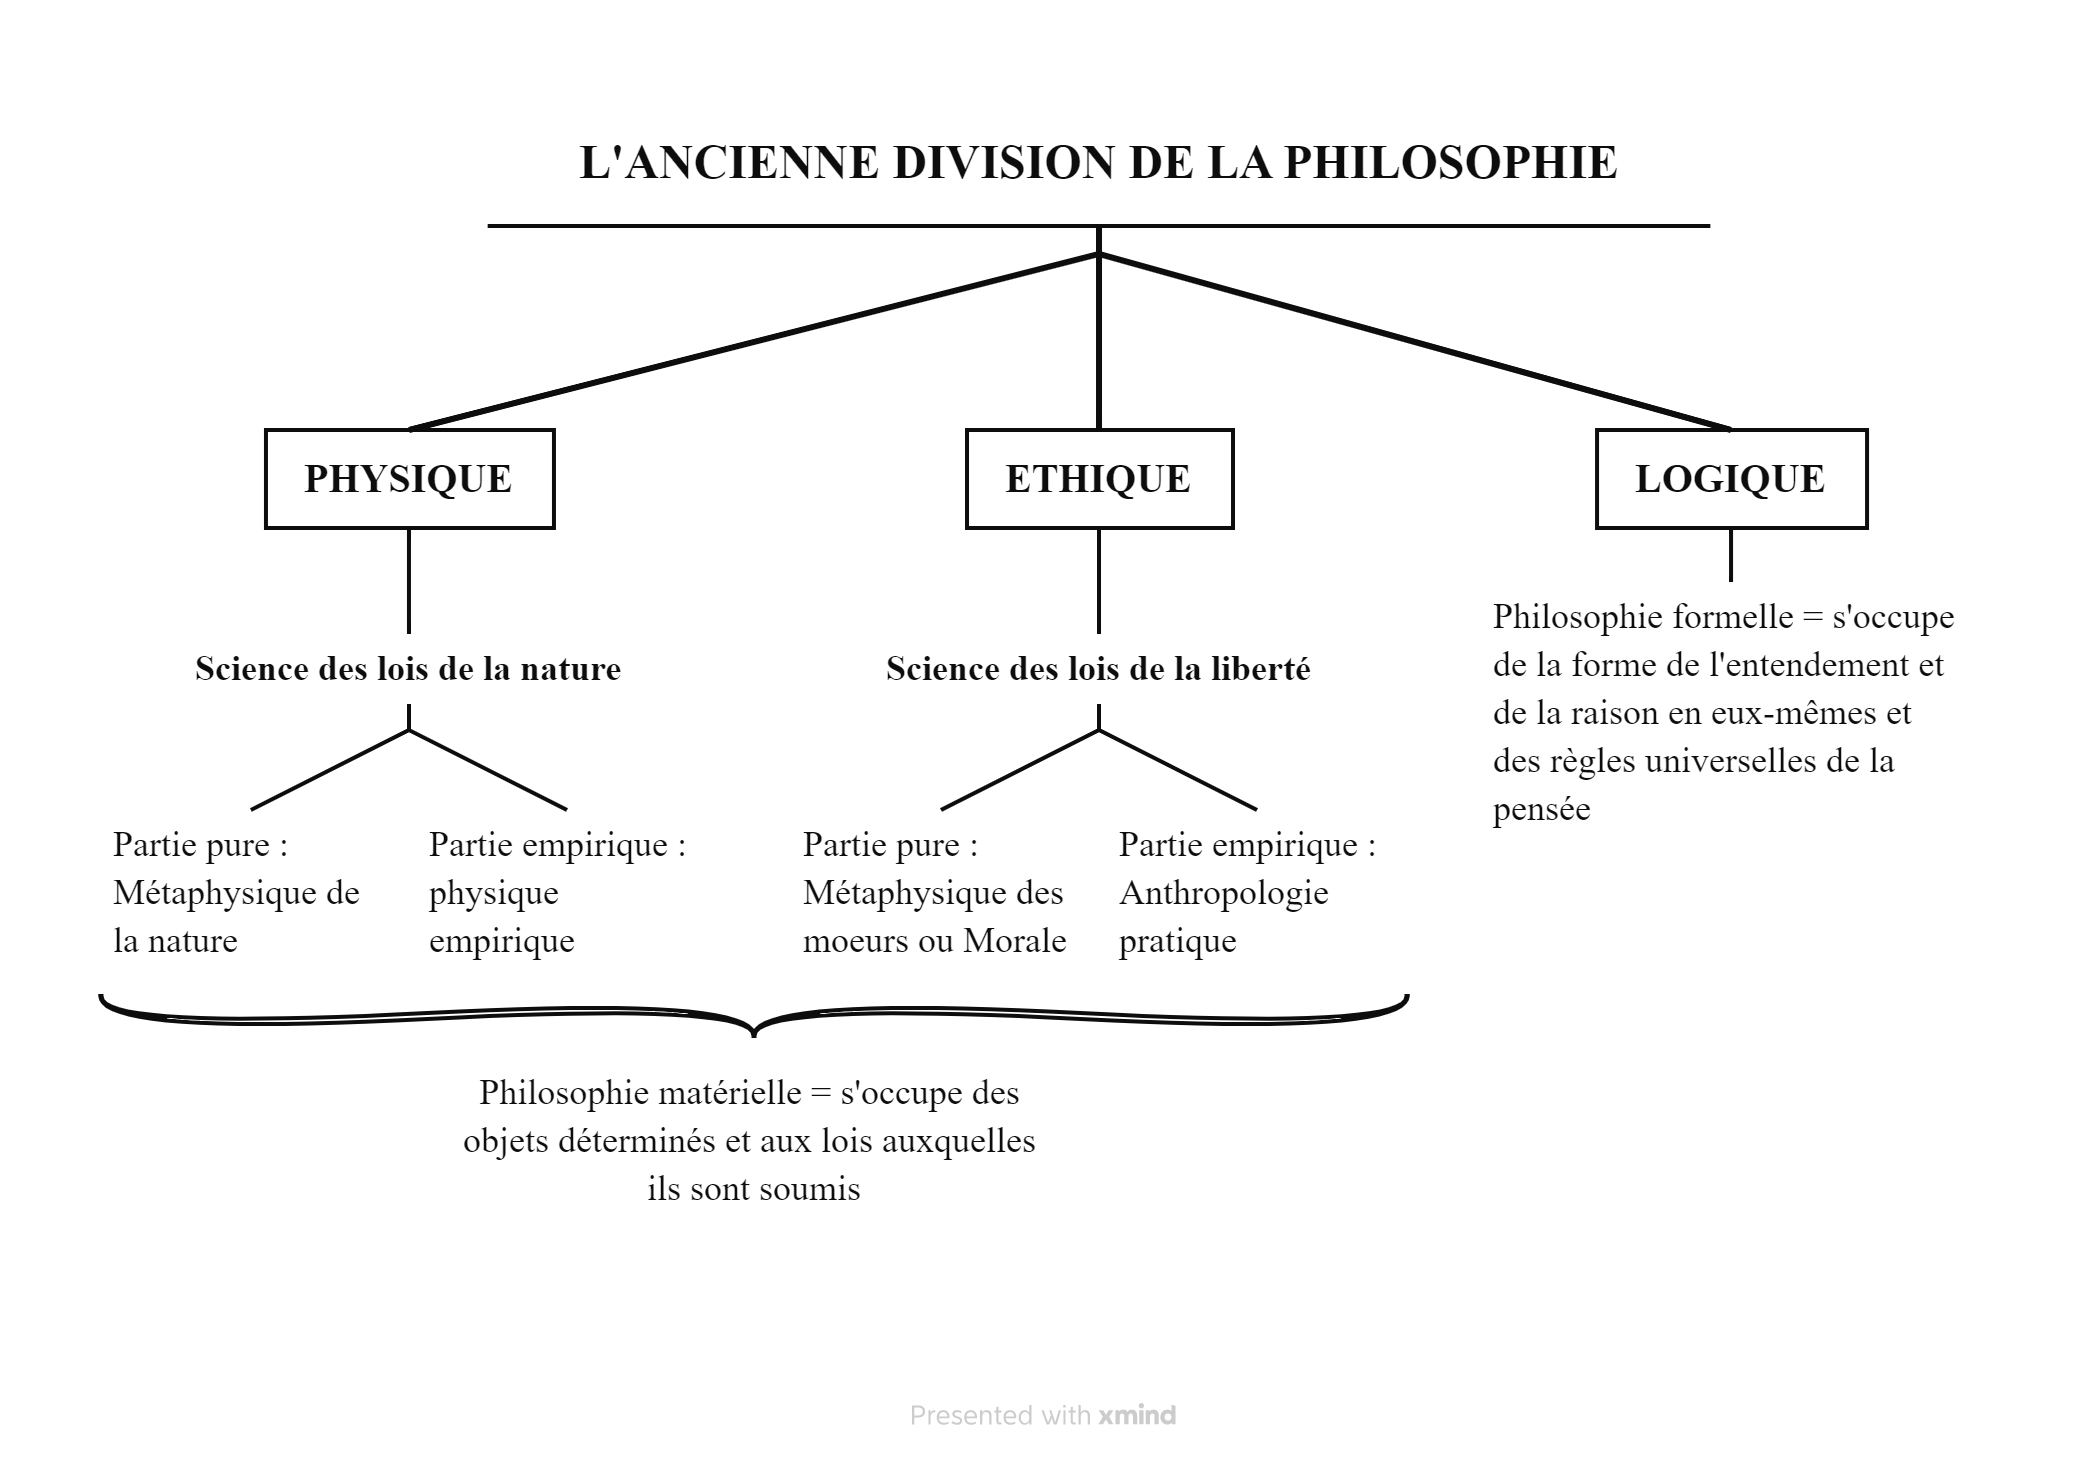 L'ANCIENNE DIVISION DE LA PHILOSOPHIE
PHYSIQUE
ETHIQUE
LOGIQUE
Science des lois de la nature
Science des lois de la liberté
Philosophie formelle = s'occupe
de la forme de l'entendement et
de la raison en eux-mêmes et
des règles universelles de la
pensée
Partie pure :
Métaphysique de
la nature
Partie empirique :
physique
empirique
Partie pure :
Métaphysique des
moeurs ou Morale
Partie empirique :
Anthropologie
pratique
Philosophie matérielle = s'occupe des
objets déterminés et aux lois auxquelles
ils sont soumis
Presented with xmind